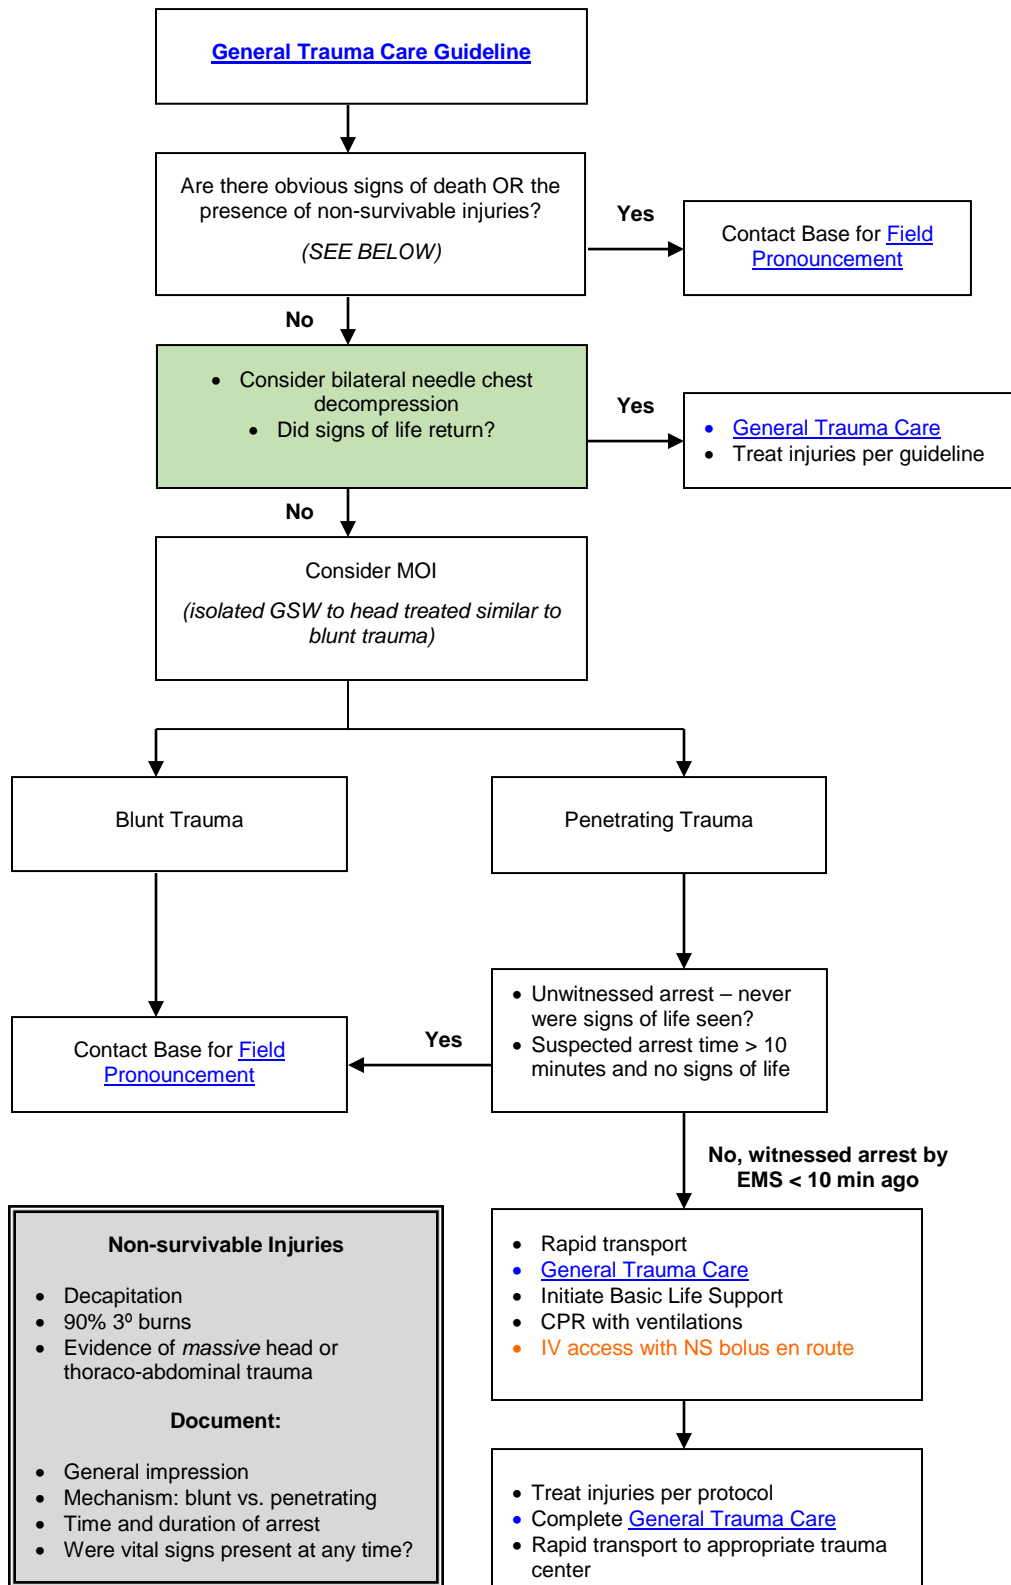 General Trauma Care Guideline
Are there obvious signs of death OR the
presence of non-survivable injuries?
(SEE BELOW)
Yes
Contact Base for Field
Pronouncement
No
• Consider bilateral needle chest
decompression
• Did signs of life return?
Yes
• General Trauma Care
• Treat injuries per guideline
No
Consider MOI
(isolated GSW to head treated similar to
blunt trauma)
Blunt Trauma
Penetrating Trauma
• Unwitnessed arrest – never
were signs of life seen?
• Suspected arrest time > 10
minutes and no signs of life
Yes
Contact Base for Field
Pronouncement
No, witnessed arrest by
EMS < 10 min ago
• Rapid transport
• General Trauma Care
• Initiate Basic Life Support
• CPR with ventilations
• IV access with NS bolus en route
• Treat injuries per protocol
• Complete General Trauma Care
• Rapid transport to appropriate trauma
center
Non-survivable Injuries
• Decapitation
• 90% 3º burns
• Evidence of massive head or
thoraco-abdominal trauma
Document:
• General impression
• Mechanism: blunt vs. penetrating
• Time and duration of arrest
• Were vital signs present at any time?